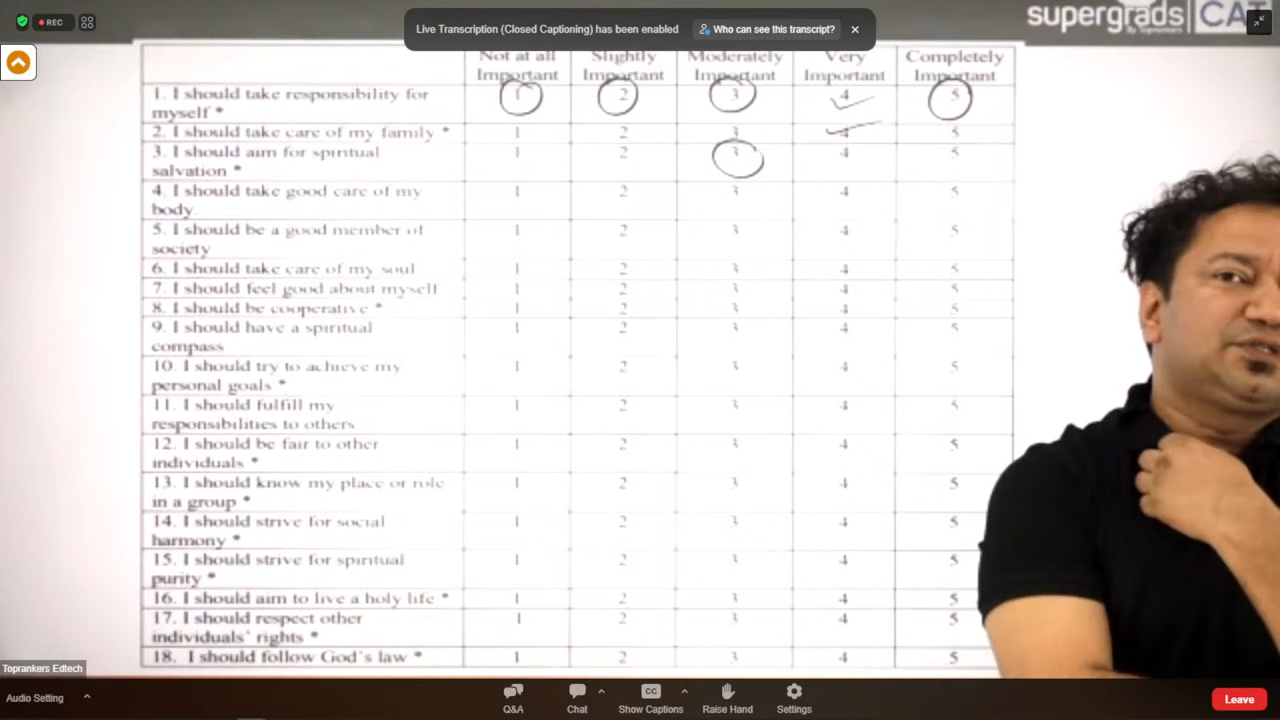 REC
Live Transcription (Closed Captioning) has been enabled
Who can see this transcript?
supergrads | CAT
By Toprankers
Not at all Important
Slightly Important
Moderately Important
Very Important
Completely Important
1. I should take responsibility for
myself *
1 2 3 4 5
2. I should take care of my family * 1 2 3 4 5
3. I should aim for spiritual
salvation *
1 2 3 4 5
4. I should take good care of my
body.
1 2 3 4 5
5. I should be a good member of
society
1 2 3 4 5
6. I should take care of my soul 1 2 3 4 5
7. I should feel good about myself 1 2 3 4 5
8. I should be cooperative * 1 2 3 4 5
9. I should have a spiritual
compass
1 2 3 4 5
10. I should try to achieve my
personal goals *
1 2 3 4 5
11. I should fulfill my
responsibilities to others
1 2 3 4 5
12. I should be fair to other
individuals *
1 2 3 4 5
13. I should know my place or role
in a group *
1 2 3 4 5
14. I should strive for social
harmony *
1 2 3 4 5
15. I should strive for spiritual
purity *
1 2 3 4 5
16. I should aim to live a holy life * 1 2 3 4 5
17. I should respect other
individuals' rights *
1 2 3 4 5
18. I should follow God's law * 1 2 3 4 5
Toprankers Edtech
Audio Setting
Q&A
Chat
CC
Show Captions
Raise Hand
Settings
Leave